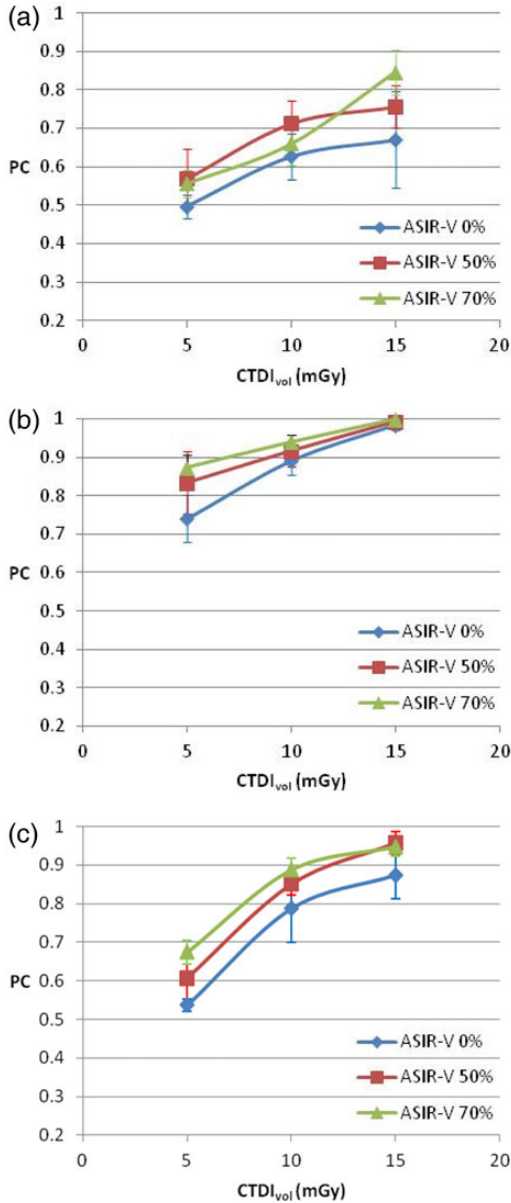 (a)
1
0.9
0.8
0.7
PC
0.6
0.5
0.4
0.3
0.2
ASIR-V 0%
ASIR-V 50%
ASIR-V 70%
0 5 10 15 20
CTDIvol (mGy)
(b)
1
0.9
0.8
0.7
PC
0.6
0.5
0.4
0.3
0.2
ASIR-V 0%
ASIR-V 50%
ASIR-V 70%
0 5 10 15 20
CTDIvol (mGy)
(c)
1
0.9
0.8
0.7
PC
0.6
0.5
0.4
0.3
0.2
ASIR-V 0%
ASIR-V 50%
ASIR-V 70%
0 5 10 15 20
CTDIvol (mGy)